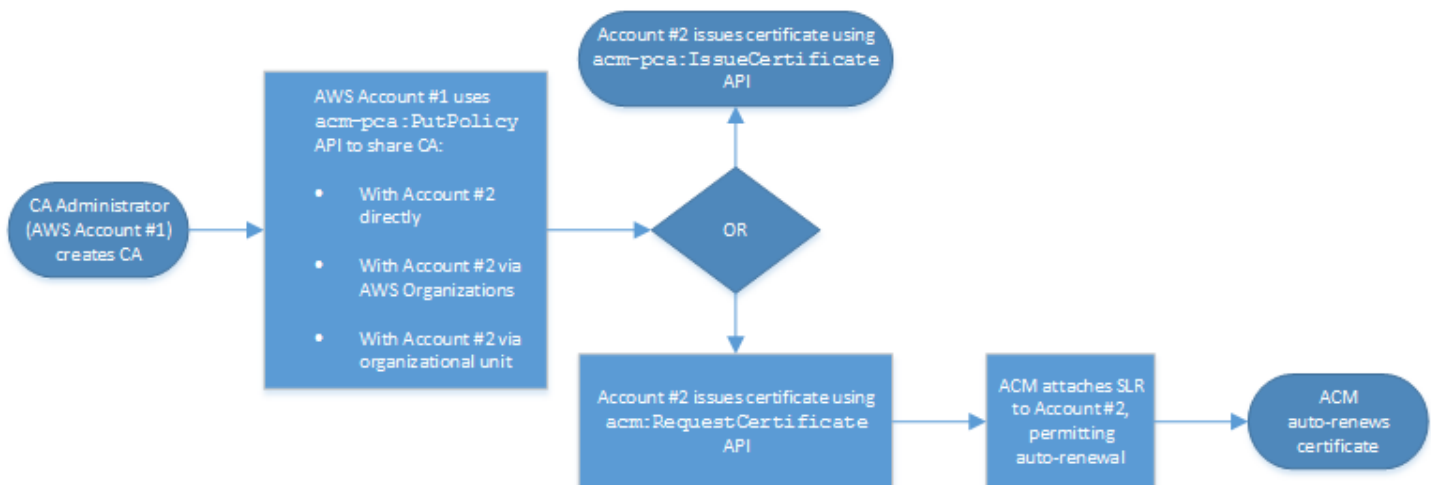 CA Administrator
(AWS Account #1)
creates CA
AWS Account #1 uses
acm-pca:PutPolicy
API to share CA:
• With Account #2
directly
• With Account #2 via
AWS Organizations
• With Account #2 via
organizational unit
OR
Account #2 issues certificate using
acm-pca:IssueCertificate
API
Account #2 issues certificate using
acm:RequestCertificate
API
ACM attaches SLR
to Account #2,
permitting
auto-renewal
ACM
auto-renews
certificate